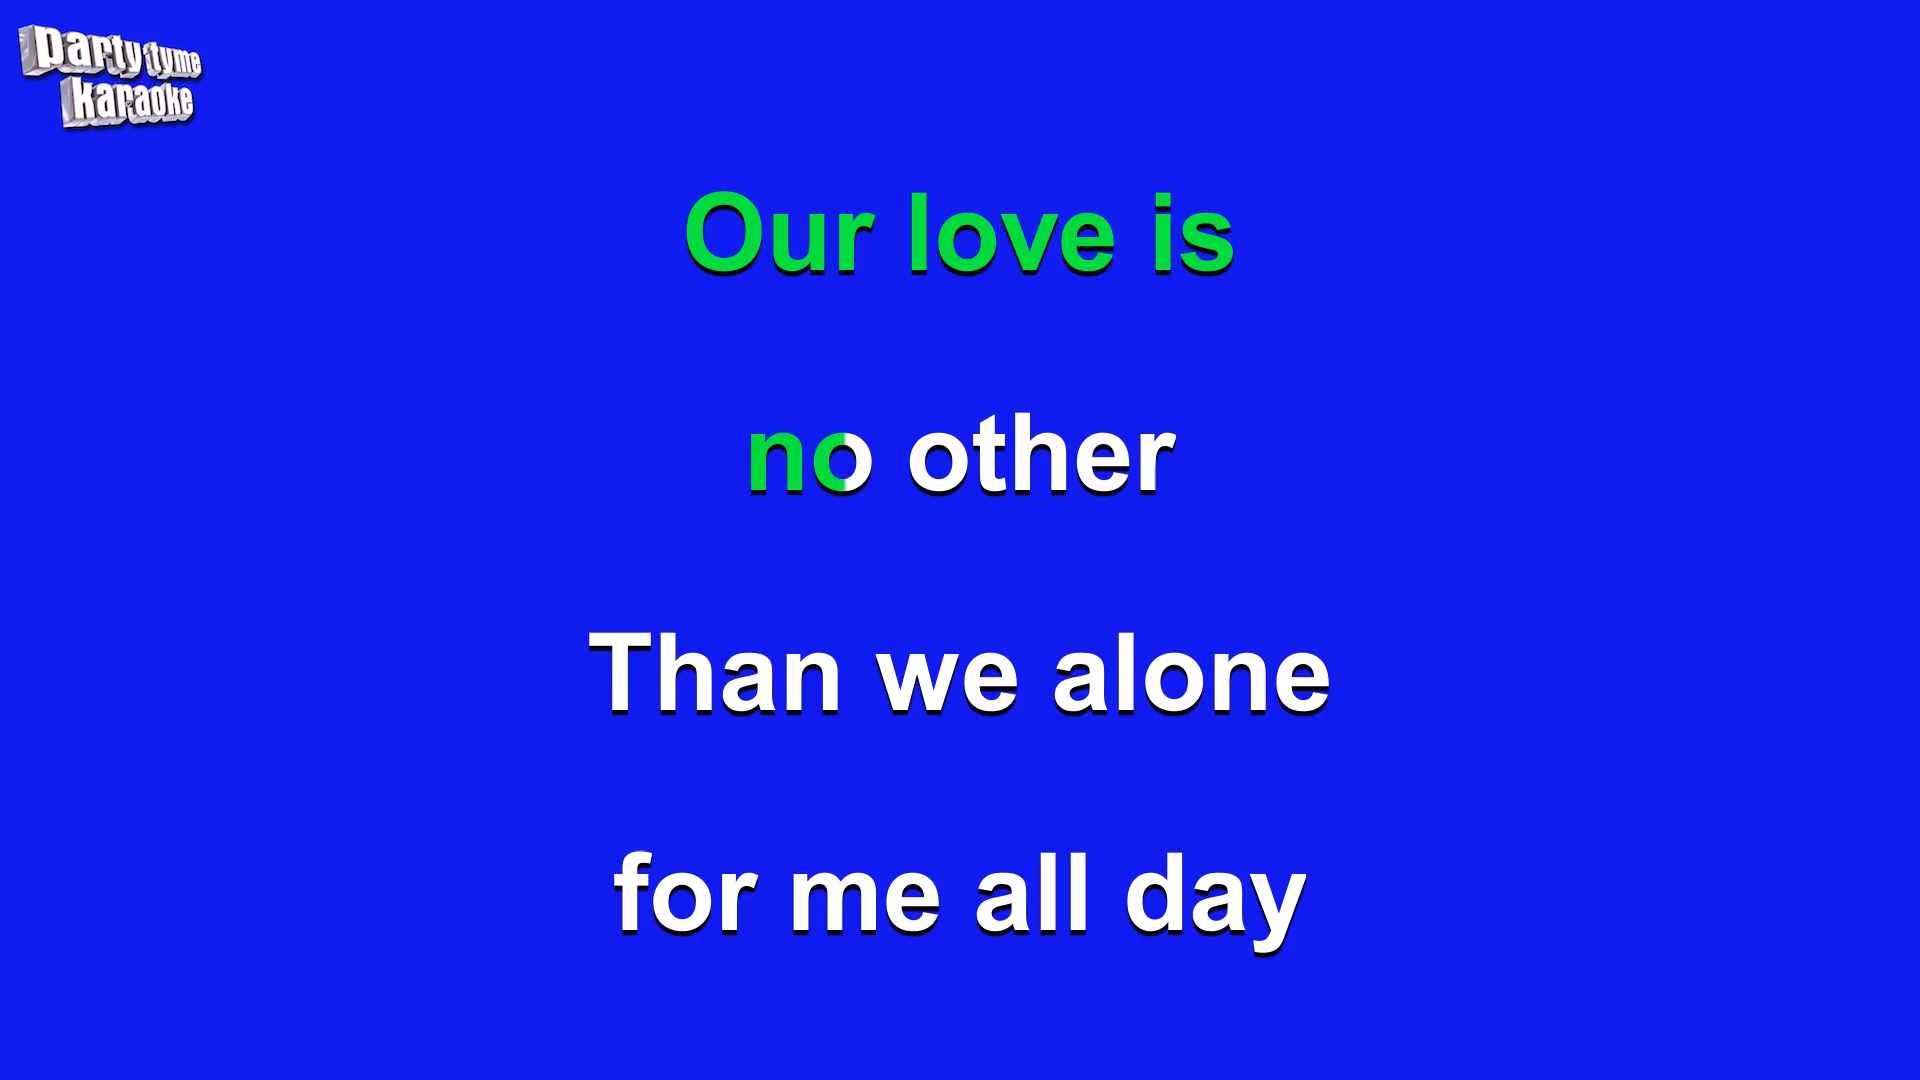 party tyme
karaoke
Our love is
no other
Than we alone
for me all day